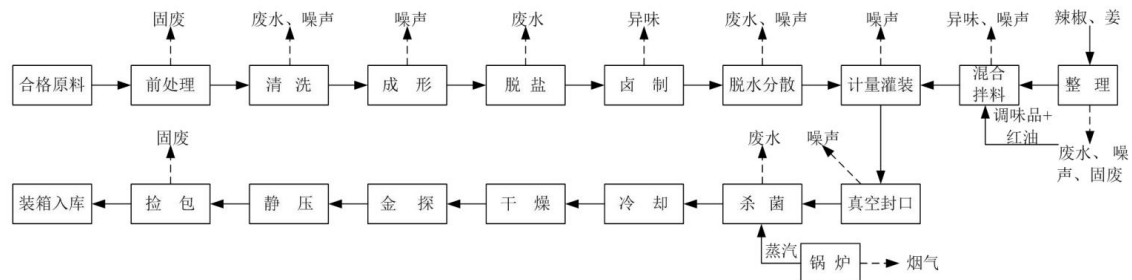 固废
废水、噪声
噪声
废水
异味
废水、噪声
噪声
异味、噪声
辣椒、姜
合格原料
前处理
清洗
成形
脱盐
卤制
脱水分散
计量灌装
混合
拌料
整理
调味品+
红油
废水、噪
声、固废
固废
废水
噪声
装箱入库
捡包
静压
金探
干燥
冷却
杀菌
真空封口
蒸汽
锅炉
烟气